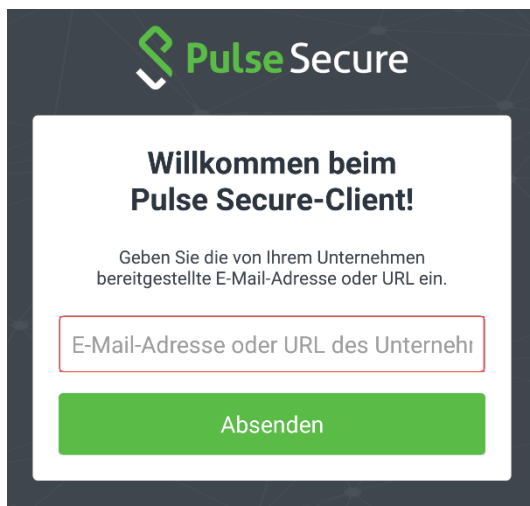 Pulse Secure
Willkommen beim
Pulse Secure-Client!
Geben Sie die von Ihrem Unternehmen
bereitgestellte E-Mail-Adresse oder URL ein.
E-Mail-Adresse oder URL des Unterneh
Absenden